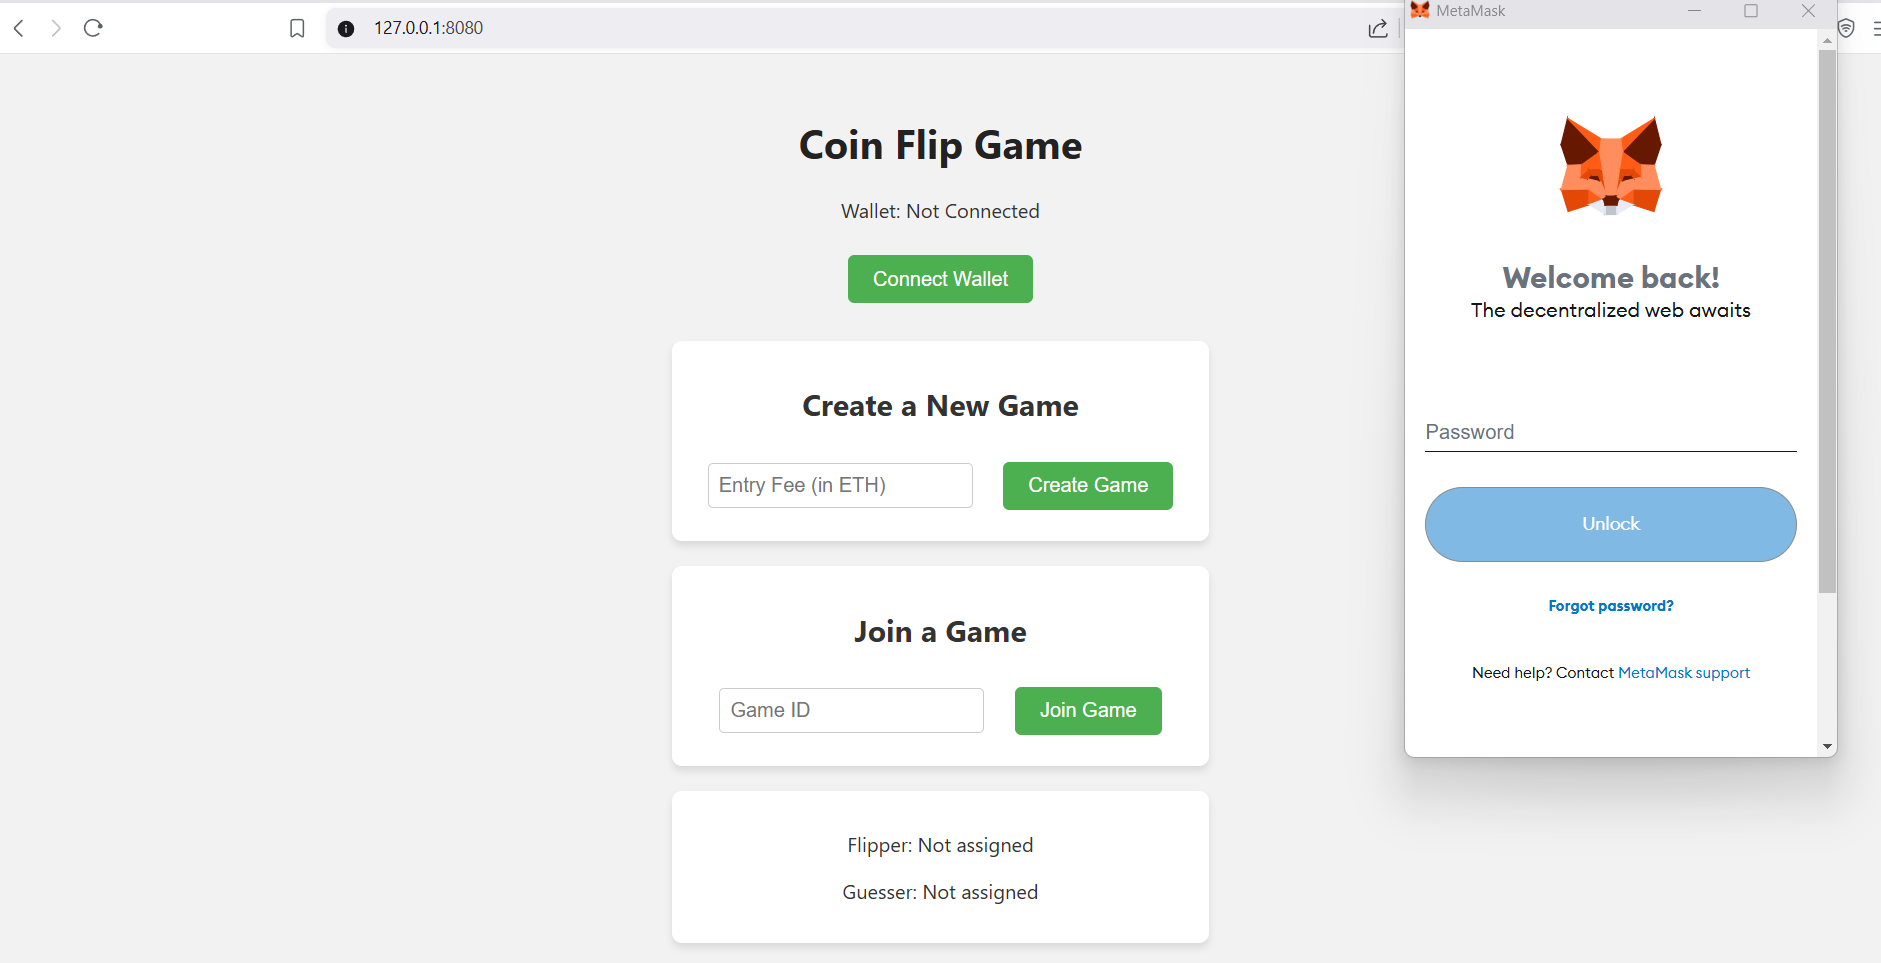 127.0.0.1:8080
Coin Flip Game
Wallet: Not Connected
Connect Wallet
Create a New Game
Entry Fee (in ETH)
Create Game
Join a Game
Game ID
Join Game
Flipper: Not assigned
Guesser: Not assigned
MetaMask
Welcome back!
The decentralized web awaits
Password
Unlock
Forgot password?
Need help? Contact MetaMask support